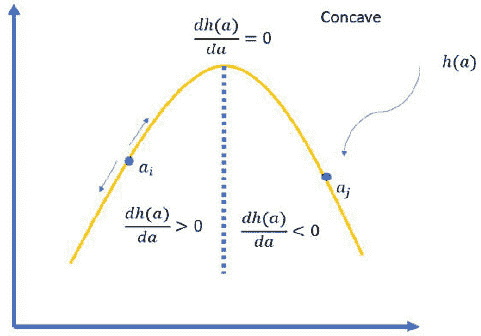 Concave
dh(a)/da = 0
h(a)
a_i
a_j
dh(a)/da > 0
dh(a)/da < 0